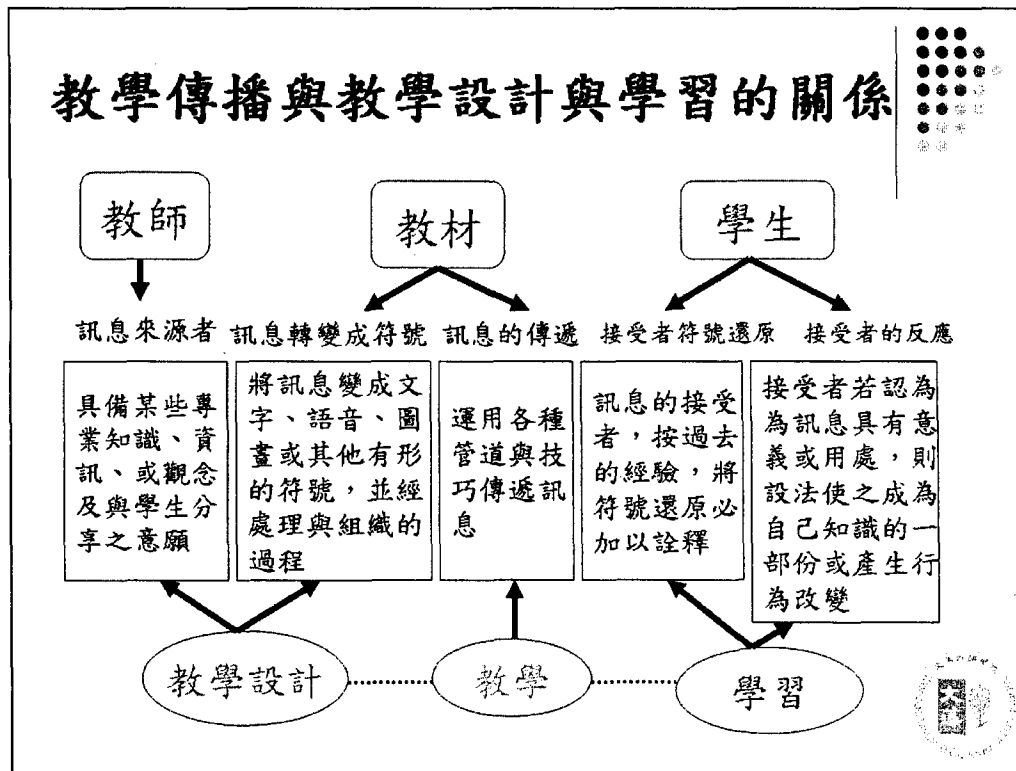 教學傳播與教學設計與學習的關係
教師
教材
學生
訊息來源者
訊息轉變成符號
訊息的傳遞
接受者符號還原
接受者的反應
具備某些專
業知識、資
訊、或觀念
及與學生分
享之意願
將訊息變成文
字、語音、圖
畫或其他有形
的符號，並經
處理與組織的
過程
運用各種
管道與技
巧傳遞訊
息
訊息的接受
者，按過去
的經驗，將
符號還原必
加以詮釋
接受者若認為
為訊息具有意
義或用處，則
設法使之成為
自己知識的一
部份或產生行
為改變
教學設計
教學
學習